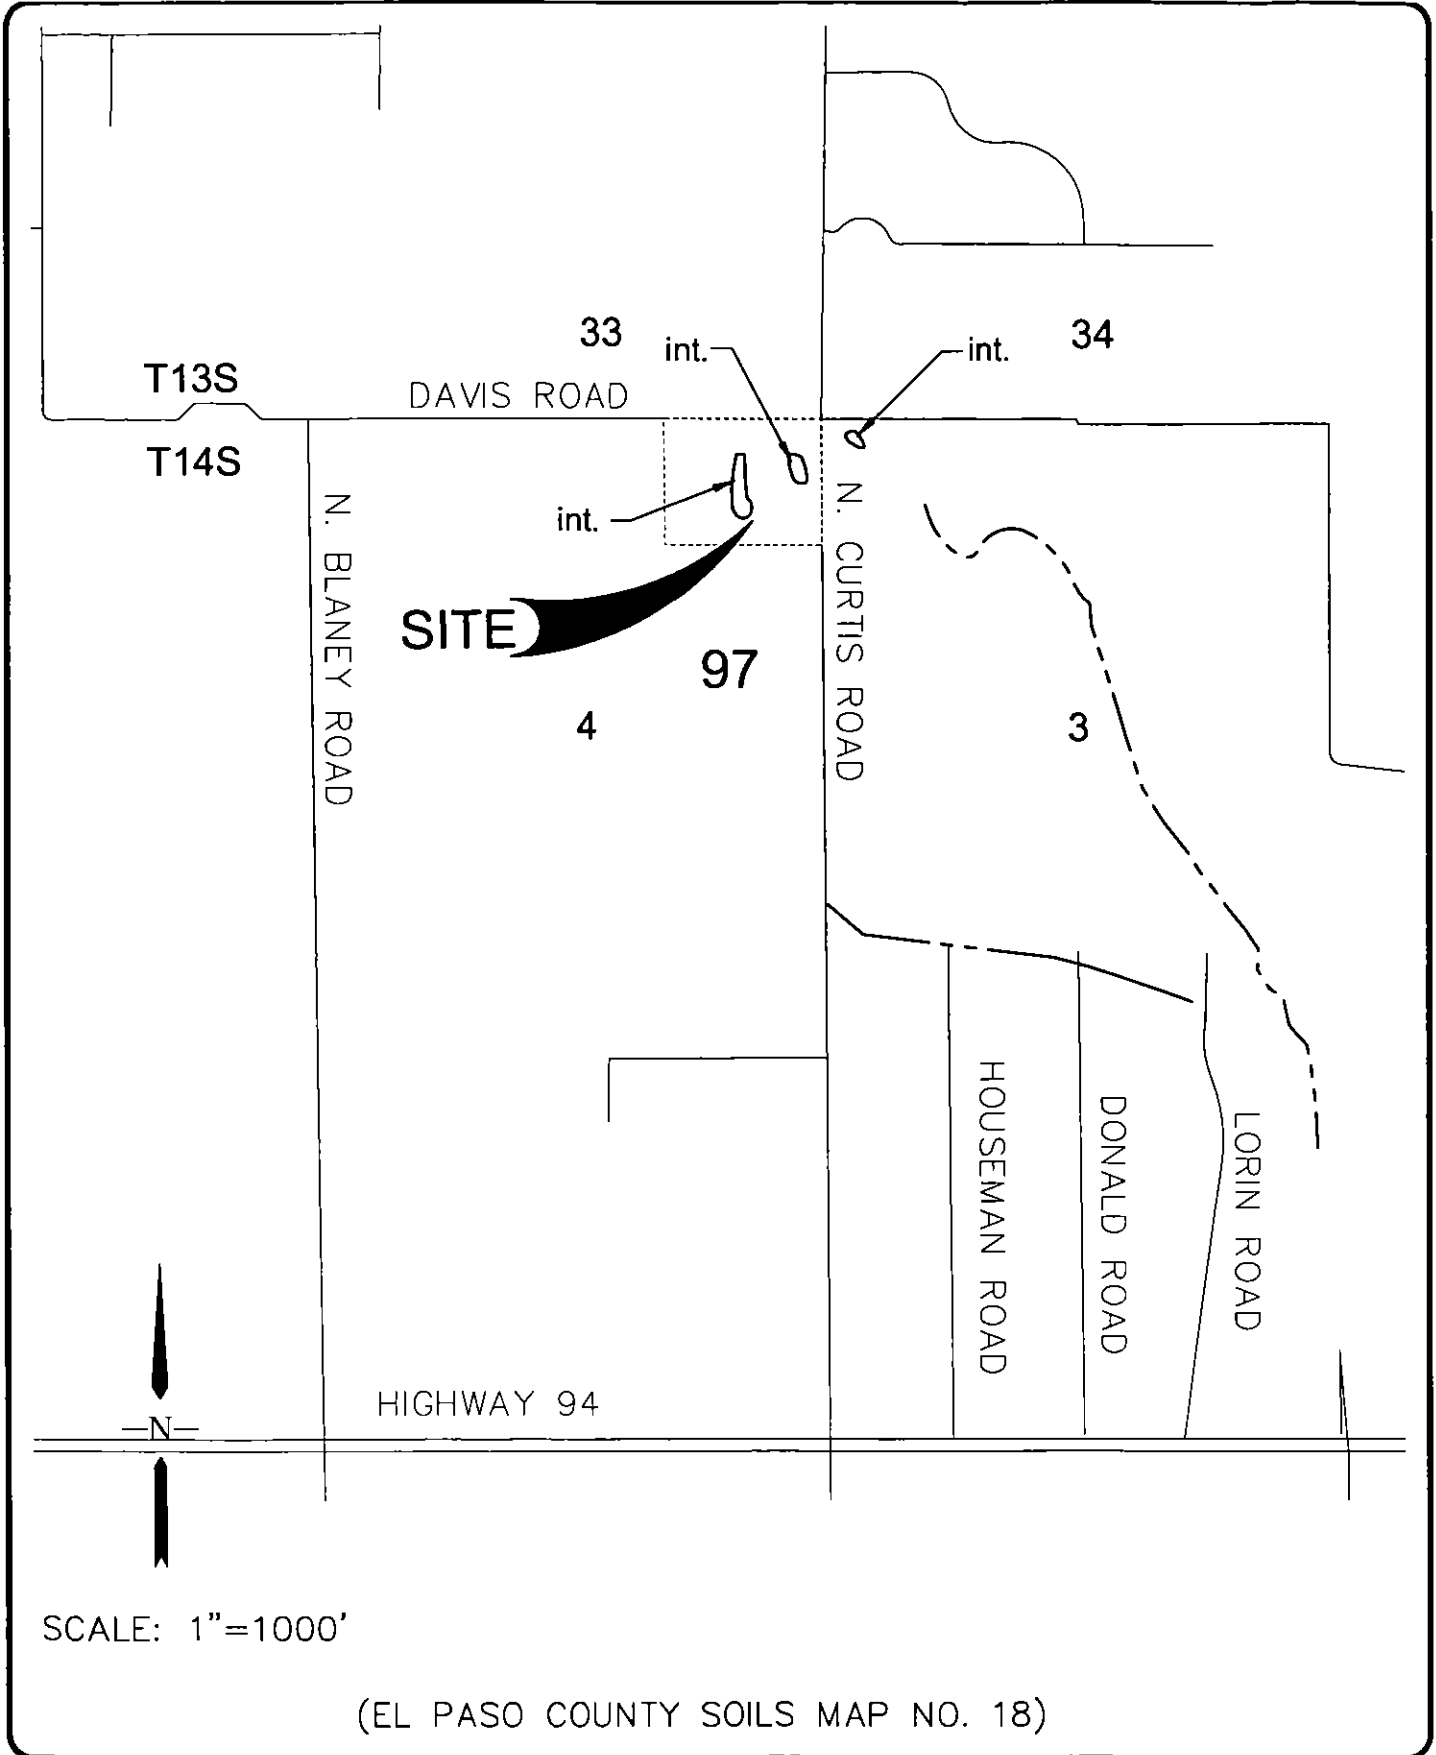 33
34
int.
int.
T13S
DAVIS ROAD
T14S
int.
N. BLANEY ROAD
N. CURTIS ROAD
SITE
97
4
3
HOUSEMAN ROAD
DONALD ROAD
LORIN ROAD
HIGHWAY 94
N
SCALE: 1"=1000'
(EL PASO COUNTY SOILS MAP NO. 18)